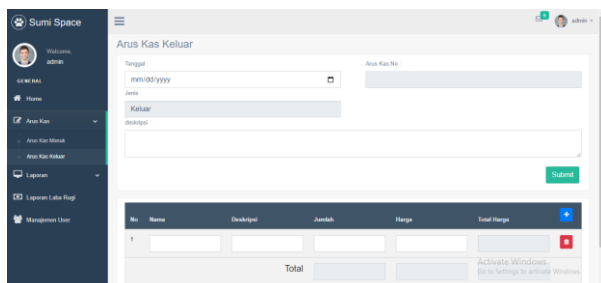 Sumi Space
Welcome,
admin
GENERAL
Home
Arus Kas
Arus Kas Masuk
Arus Kas Keluar
Laporan
Laporan Laba Rugi
Manajemen User
admin
Arus Kas Keluar
Tanggal :
Arus Kas No :
mm/dd/yyyy
Jenis
Keluar
deskripsi
Submit
No Nama Deskripsi Jumlah Harga Total Harga
1
Total
Activate Windows
Go to Settings to activate Windows.